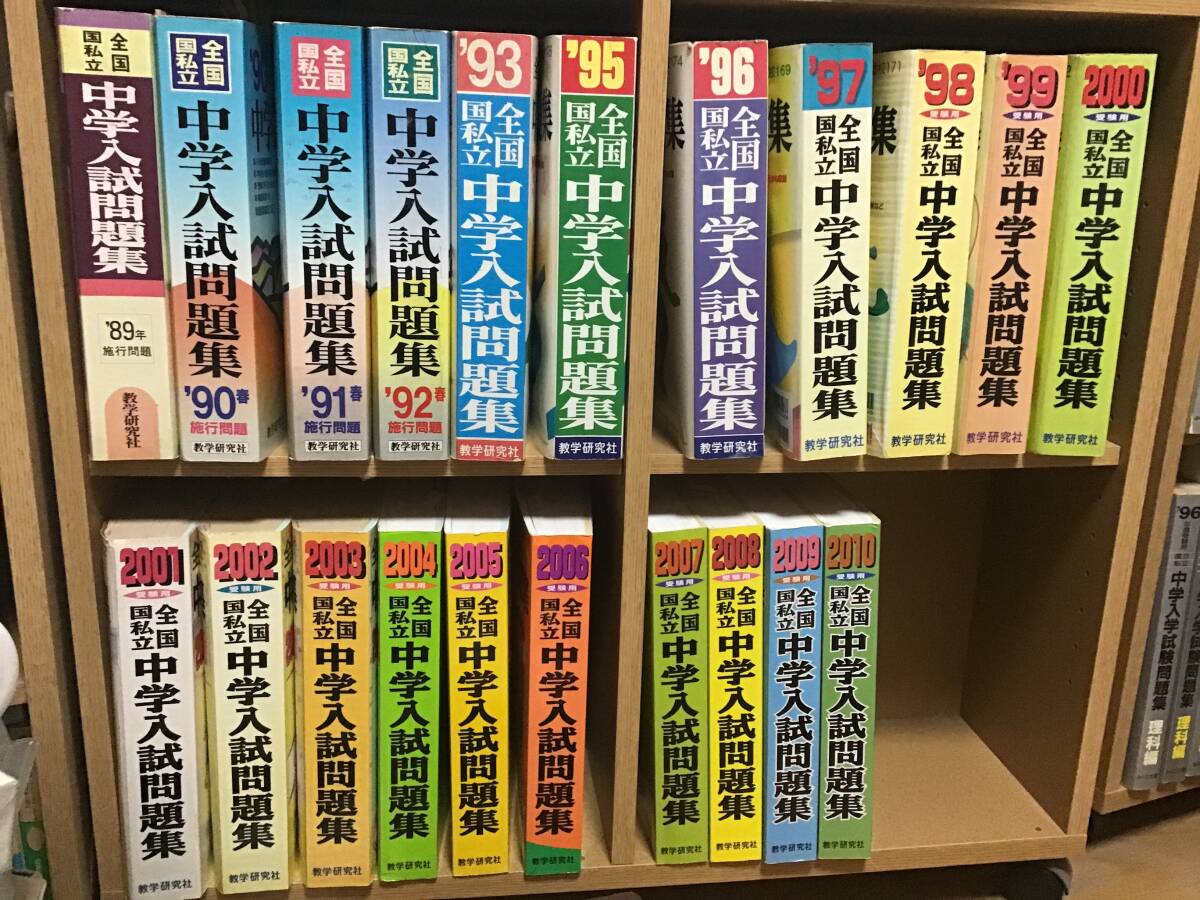 全国
国私立
中学入試問題集
'89年
施行問題
教学研究社
全国
国私立
中学入試問題集
'90春
施行問題
教学研究社
全国
国私立
中学入試問題集
'91春
施行問題
教学研究社
全国
国私立
中学入試問題集
'92春
施行問題
教学研究社
'93
全国
国私立
中学入試問題集
教学研究社
'95
全国
国私立
中学入試問題集
教学研究社
集
'96
全国
国私立
中学入試問題集
教学研究社
集
169
'97
全国
国私立
中学入試問題集
教学研究社
集
171
'98
受験用
全国
国私立
中学入試問題集
教学研究社
'99
受験用
全国
国私立
中学入試問題集
教学研究社
2000
受験用
全国
国私立
中学入試問題集
教学研究社
2001
受験用
全国
国私立
中学入試問題集
教学研究社
2002
受験用
全国
国私立
中学入試問題集
教学研究社
2003
受験用
全国
国私立
中学入試問題集
教学研究社
2004
受験用
全国
国私立
中学入試問題集
教学研究社
2005
受験用
全国
国私立
中学入試問題集
教学研究社
2006
受験用
全国
国私立
中学入試問題集
教学研究社
2007
受験用
全国
国私立
中学入試問題集
教学研究社
2008
受験用
全国
国私立
中学入試問題集
教学研究社
2009
受験用
全国
国私立
中学入試問題集
教学研究社
2010
受験用
全国
国私立
中学入試問題集
教学研究社
'96
中学入学試験問題集
理科編
問題集
理科編